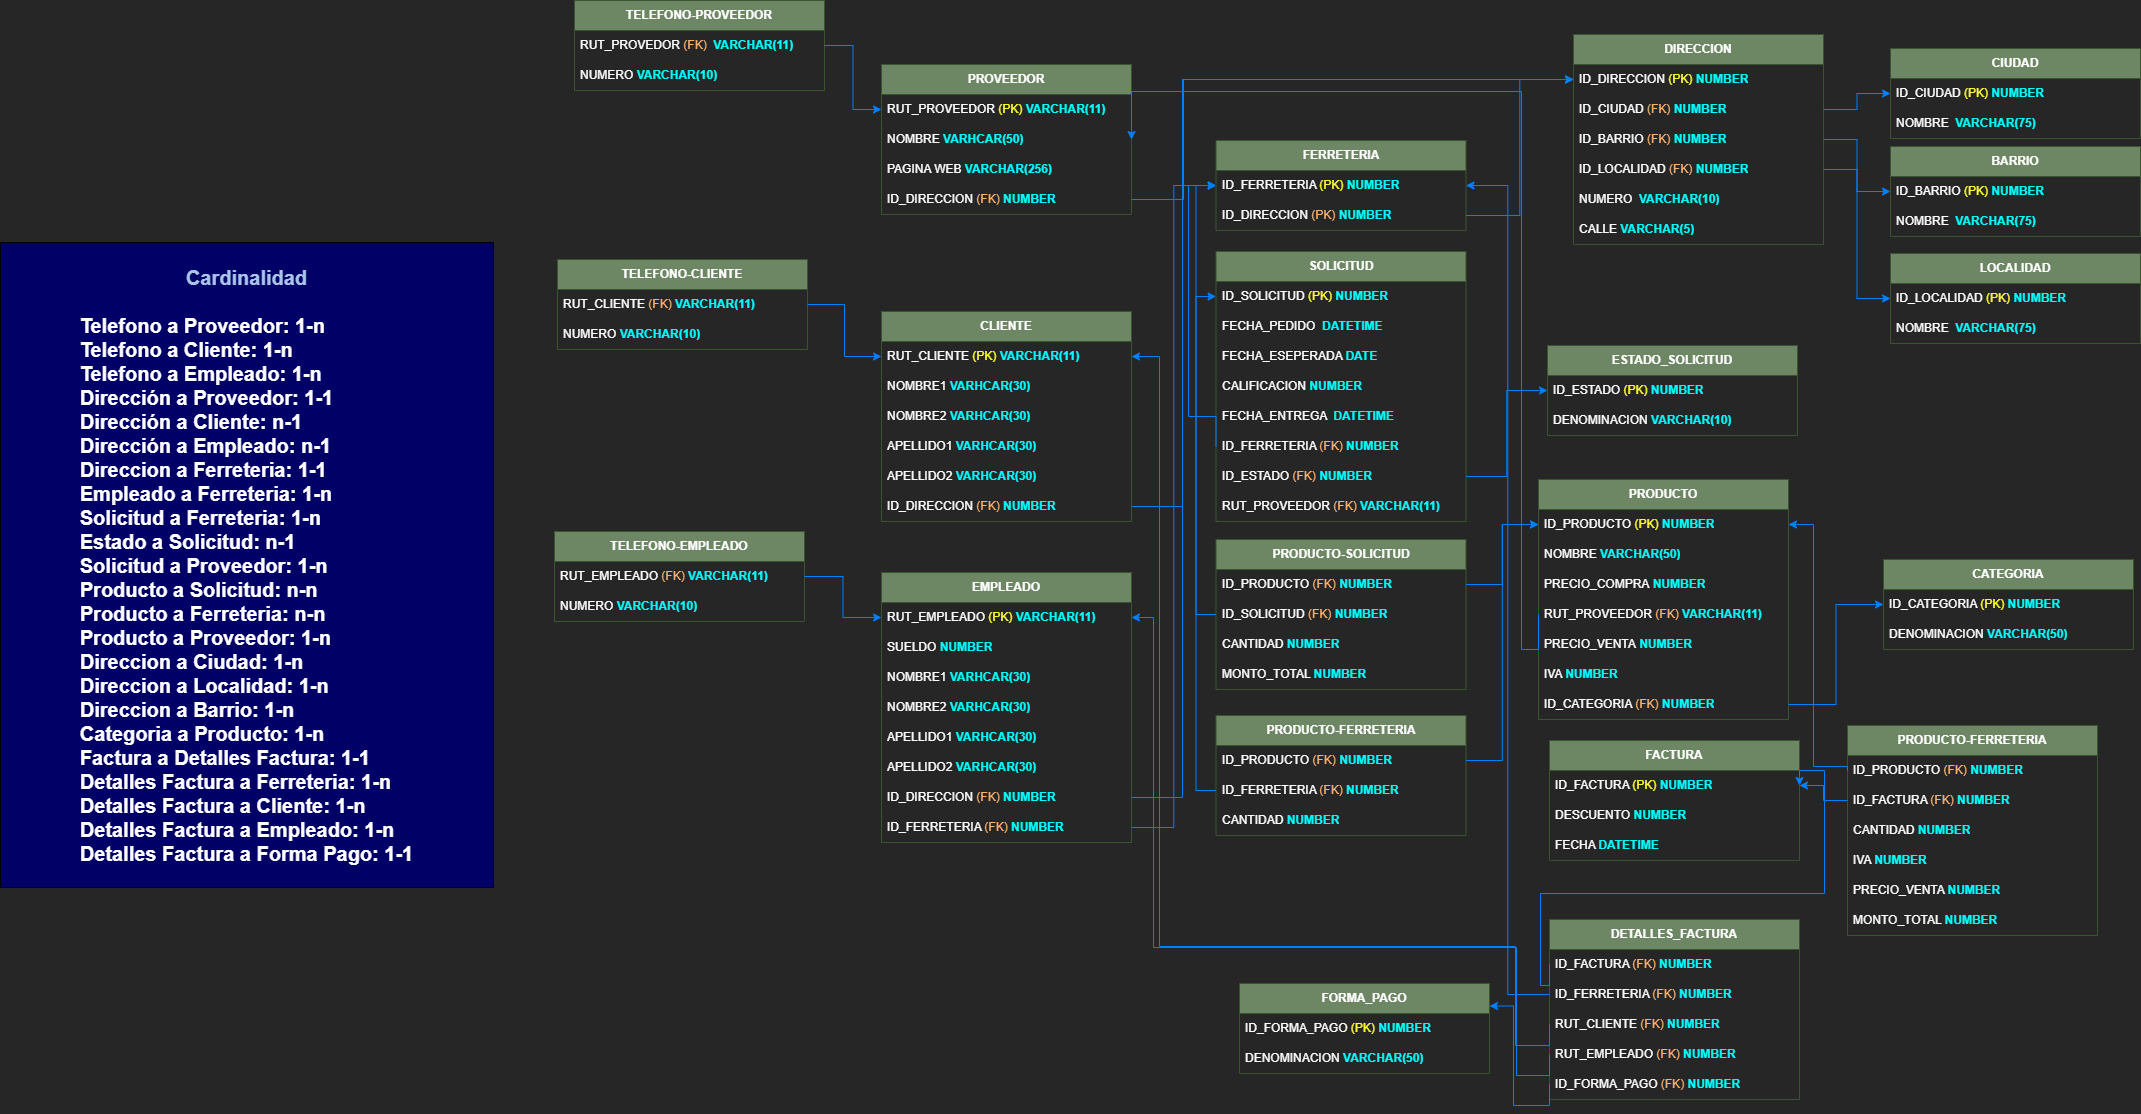 TELEFONO-PROVEEDOR
RUT_PROVEDOR (FK) VARCHAR(11)
NUMERO VARCHAR(10)
PROVEEDOR
RUT_PROVEEDOR (PK) VARCHAR(11)
NOMBRE VARHCAR(50)
PAGINA WEB VARCHAR(256)
ID_DIRECCION (FK) NUMBER
FERRETERIA
ID_FERRETERIA (PK) NUMBER
ID_DIRECCION (PK) NUMBER
DIRECCION
ID_DIRECCION (PK) NUMBER
ID_CIUDAD (FK) NUMBER
ID_BARRIO (FK) NUMBER
ID_LOCALIDAD (FK) NUMBER
NUMERO VARCHAR(10)
CALLE VARCHAR(5)
CIUDAD
ID_CIUDAD (PK) NUMBER
NOMBRE VARCHAR(75)
BARRIO
ID_BARRIO (PK) NUMBER
NOMBRE VARCHAR(75)
LOCALIDAD
ID_LOCALIDAD (PK) NUMBER
NOMBRE VARCHAR(75)
Cardinalidad
Telefono a Proveedor: 1-n
Telefono a Cliente: 1-n
Telefono a Empleado: 1-n
Dirección a Proveedor: 1-1
Dirección a Cliente: n-1
Dirección a Empleado: n-1
Direccion a Ferreteria: 1-1
Empleado a Ferreteria: 1-n
Solicitud a Ferreteria: 1-n
Estado a Solicitud: n-1
Solicitud a Proveedor: 1-n
Producto a Solicitud: n-n
Producto a Ferreteria: n-n
Producto a Proveedor: 1-n
Direccion a Ciudad: 1-n
Direccion a Localidad: 1-n
Direccion a Barrio: 1-n
Categoria a Producto: 1-n
Factura a Detalles Factura: 1-1
Detalles Factura a Ferreteria: 1-n
Detalles Factura a Cliente: 1-n
Detalles Factura a Empleado: 1-n
Detalles Factura a Forma Pago: 1-1
TELEFONO-CLIENTE
RUT_CLIENTE (FK) VARCHAR(11)
NUMERO VARCHAR(10)
CLIENTE
RUT_CLIENTE (PK) VARCHAR(11)
NOMBRE1 VARHCAR(30)
NOMBRE2 VARHCAR(30)
APELLIDO1 VARHCAR(30)
APELLIDO2 VARHCAR(30)
ID_DIRECCION (FK) NUMBER
SOLICITUD
ID_SOLICITUD (PK) NUMBER
FECHA_PEDIDO DATETIME
FECHA_ESEPERADA DATE
CALIFICACION NUMBER
FECHA_ENTREGA DATETIME
ID_FERRETERIA (FK) NUMBER
ID_ESTADO (FK) NUMBER
RUT_PROVEEDOR (FK) VARCHAR(11)
ESTADO_SOLICITUD
ID_ESTADO (PK) NUMBER
DENOMINACION VARCHAR(10)
TELEFONO-EMPLEADO
RUT_EMPLEADO (FK) VARCHAR(11)
NUMERO VARCHAR(10)
EMPLEADO
RUT_EMPLEADO (PK) VARCHAR(11)
SUELDO NUMBER
NOMBRE1 VARHCAR(30)
NOMBRE2 VARHCAR(30)
APELLIDO1 VARHCAR(30)
APELLIDO2 VARHCAR(30)
ID_DIRECCION (FK) NUMBER
ID_FERRETERIA (FK) NUMBER
PRODUCTO-SOLICITUD
ID_PRODUCTO (FK) NUMBER
ID_SOLICITUD (FK) NUMBER
CANTIDAD NUMBER
MONTO_TOTAL NUMBER
PRODUCTO-FERRETERIA
ID_PRODUCTO (FK) NUMBER
ID_FERRETERIA (FK) NUMBER
CANTIDAD NUMBER
PRODUCTO
ID_PRODUCTO (PK) NUMBER
NOMBRE VARCHAR(50)
PRECIO_COMPRA NUMBER
RUT_PROVEEDOR (FK) VARCHAR(11)
PRECIO_VENTA NUMBER
IVA NUMBER
ID_CATEGORIA (FK) NUMBER
CATEGORIA
ID_CATEGORIA (PK) NUMBER
DENOMINACION VARCHAR(50)
FACTURA
ID_FACTURA (PK) NUMBER
DESCUENTO NUMBER
FECHA DATETIME
PRODUCTO-FERRETERIA
ID_PRODUCTO (FK) NUMBER
ID_FACTURA (FK) NUMBER
CANTIDAD NUMBER
IVA NUMBER
PRECIO_VENTA NUMBER
MONTO_TOTAL NUMBER
DETALLES_FACTURA
ID_FACTURA (FK) NUMBER
ID_FERRETERIA (FK) NUMBER
RUT_CLIENTE (FK) NUMBER
RUT_EMPLEADO (FK) NUMBER
ID_FORMA_PAGO (FK) NUMBER
FORMA_PAGO
ID_FORMA_PAGO (PK) NUMBER
DENOMINACION VARCHAR(50)